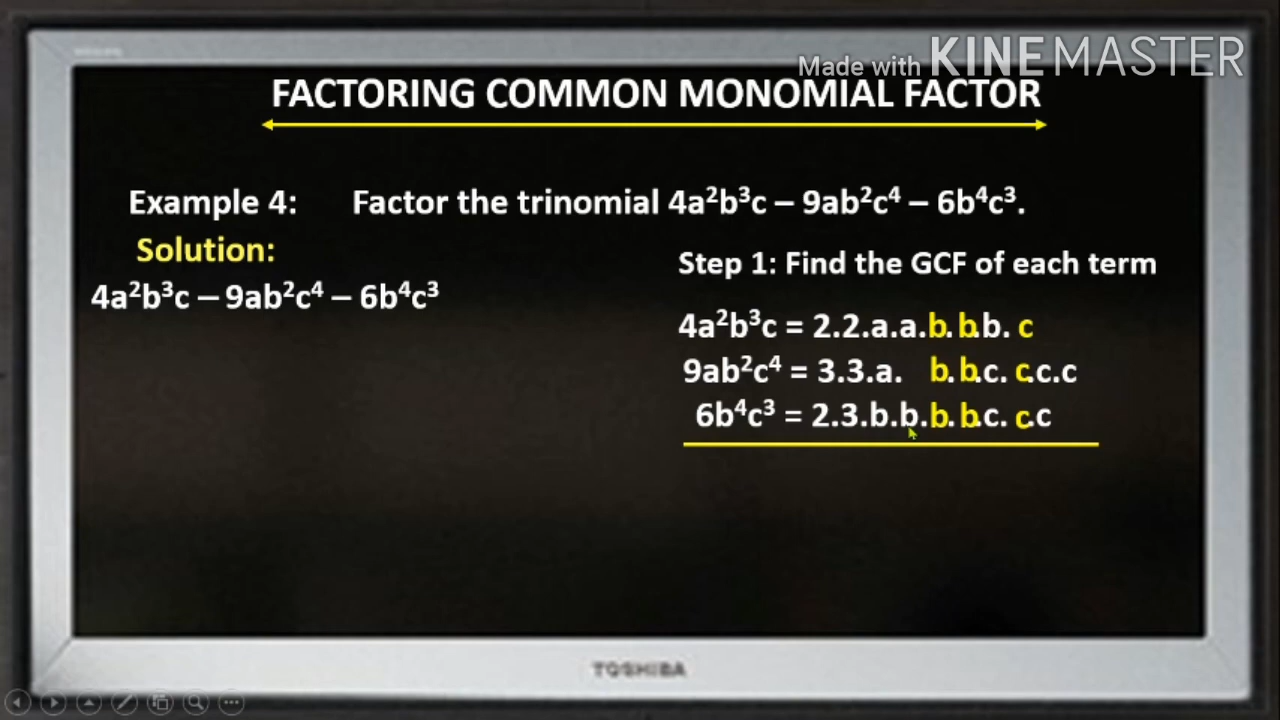 Made with KINEMASTER
FACTORING COMMON MONOMIAL FACTOR
Example 4: Factor the trinomial 4a²b³c – 9ab²c⁴ – 6b⁴c³.
Solution:
Step 1: Find the GCF of each term
4a²b³c – 9ab²c⁴ – 6b⁴c³
4a²b³c = 2.2.a.a.b.b.b. c
9ab²c⁴ = 3.3.a. b.b.c. c.c.c
6b⁴c³ = 2.3.b.b.b.b.c. c.c
TOSHIBA